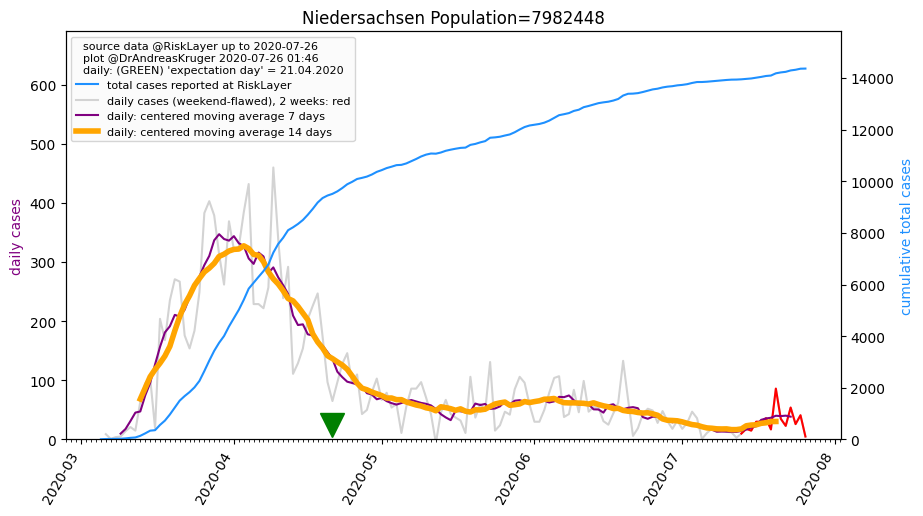 Niedersachsen Population=7982448
source data @RiskLayer up to 2020-07-26
plot @DrAndreasKruger 2020-07-26 01:46
daily: (GREEN) 'expectation day' = 21.04.2020
total cases reported at RiskLayer
daily cases (weekend-flawed), 2 weeks: red
daily: centered moving average 7 days
daily: centered moving average 14 days
daily cases
600
500
400
300
200
100
0
14000
12000
10000
8000
6000
4000
2000
0
cumulative total cases
2020-03
2020-04
2020-05
2020-06
2020-07
2020-08